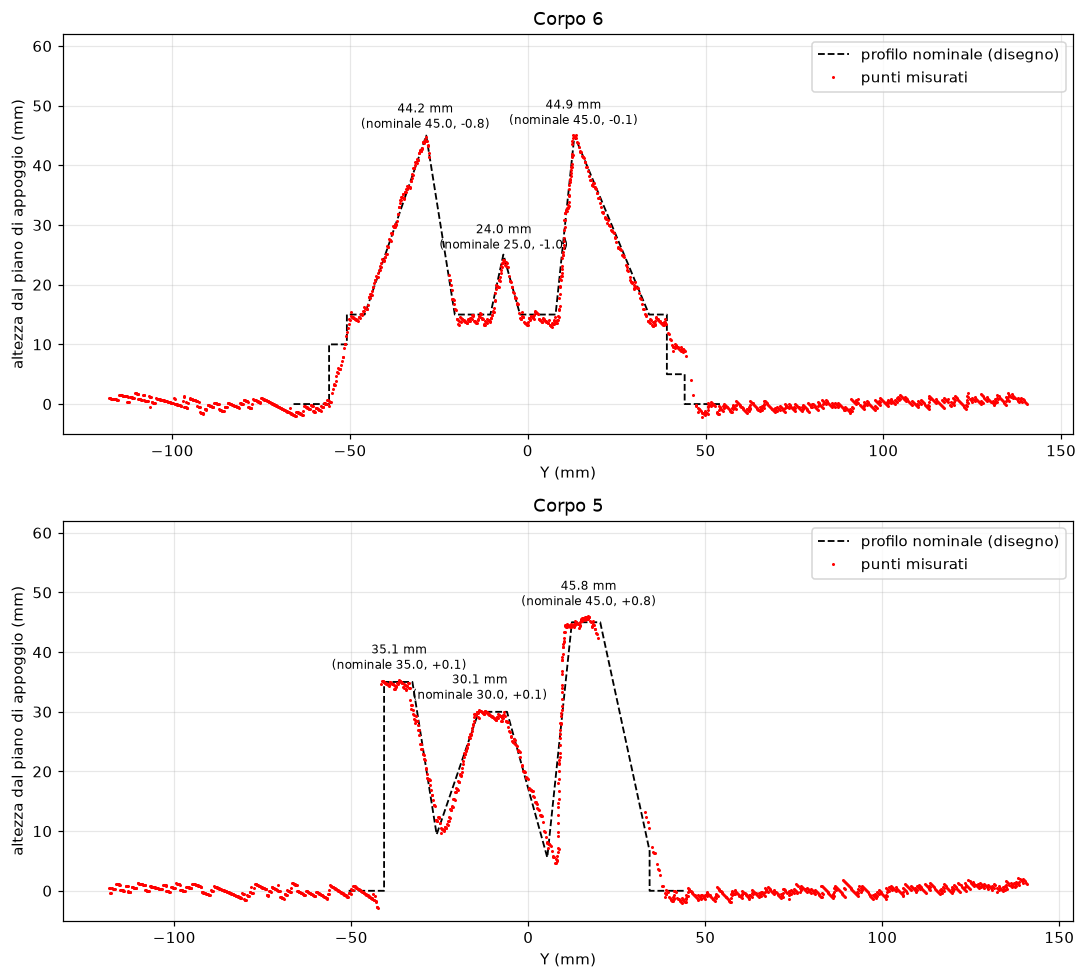 Corpo 6
60
50
40
30
20
10
0
altezza dal piano di appoggio (mm)
profilo nominale (disegno)
punti misurati
44.2 mm
(nominale 45.0, -0.8)
44.9 mm
(nominale 45.0, -0.1)
24.0 mm
(nominale 25.0, -1.0)
−100
−50
0
50
100
150
Y (mm)
Corpo 5
60
50
40
30
20
10
0
altezza dal piano di appoggio (mm)
profilo nominale (disegno)
punti misurati
45.8 mm
(nominale 45.0, +0.8)
35.1 mm
(nominale 35.0, +0.1)
30.1 mm
(nominale 30.0, +0.1)
−100
−50
0
50
100
150
Y (mm)